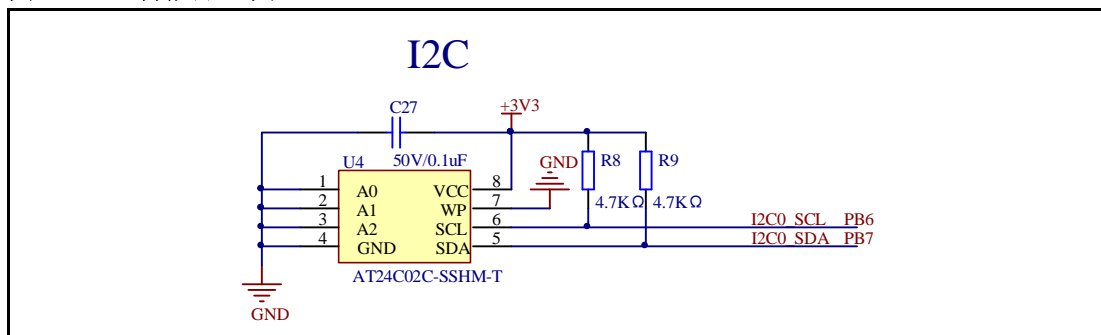 I2C
C27
+3V3
U4
50V/0.1uF
GND
R8
R9
1
A0
VCC
8
2
A1
WP
7
4.7KΩ
4.7KΩ
3
A2
SCL
6
I2C0_SCL PB6
4
GND
SDA
5
I2C0_SDA PB7
AT24C02C-SSHM-T
GND